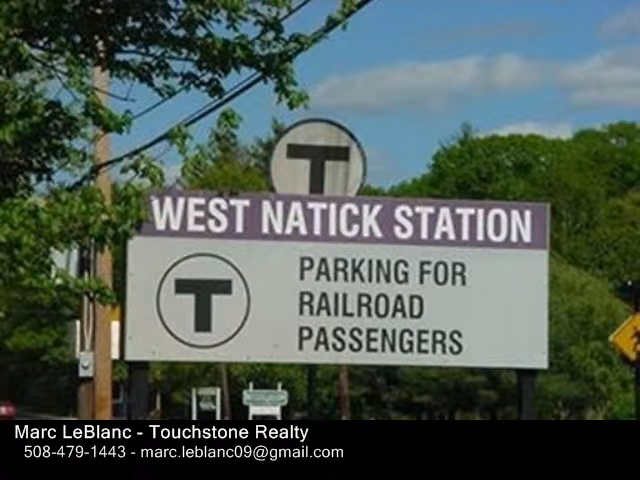 T
WEST NATICK STATION
T
PARKING FOR
RAILROAD
PASSENGERS
Marc LeBlanc - Touchstone Realty
508-479-1443 - marc.leblanc09@gmail.com